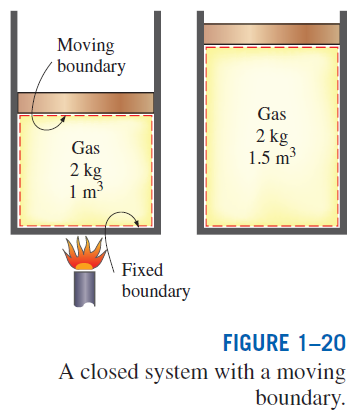 Moving
boundary
Gas
2 kg
1 m³
Fixed
boundary
Gas
2 kg
1.5 m³
FIGURE 1–20
A closed system with a moving
boundary.